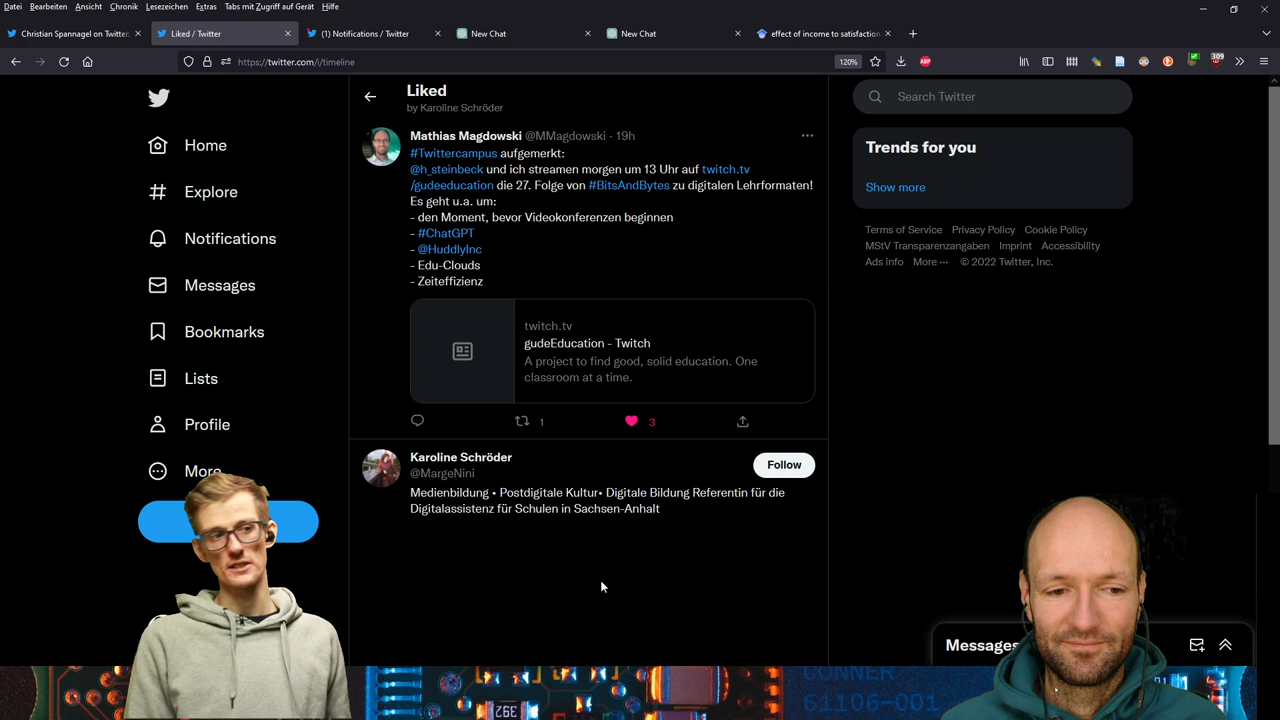 Datei Bearbeiten Ansicht Chronik Lesezeichen Extras Tabs mit Zugriff auf Gerät Hilfe
Christian Spannagel on Twitter
Liked / Twitter
(1) Notifications / Twitter
New Chat
New Chat
effect of income to satisfaction
https://twitter.com/i/timeline
120%
ABP
309
Home
Explore
Notifications
Messages
Bookmarks
Lists
Profile
More
Liked
by Karoline Schröder
Mathias Magdowski @MMagdowski · 19h
#Twittercampus aufgemerkt:
@h_steinbeck und ich streamen morgen um 13 Uhr auf twitch.tv
/gudeeducation die 27. Folge von #BitsAndBytes zu digitalen Lehrformaten!
Es geht u.a. um:
- den Moment, bevor Videokonferenzen beginnen
- #ChatGPT
- @HuddlyInc
- Edu-Clouds
- Zeiteffizienz
twitch.tv
gudeEducation - Twitch
A project to find good, solid education. One
classroom at a time.
1
3
Karoline Schröder
@MargeNini
Follow
Medienbildung • Postdigitale Kultur• Digitale Bildung Referentin für die
Digitalassistenz für Schulen in Sachsen-Anhalt
Search Twitter
Trends for you
Show more
Terms of Service Privacy Policy Cookie Policy
MStV Transparenzangaben Imprint Accessibility
Ads info More ··· © 2022 Twitter, Inc.
Messages
CONNER
61106-001